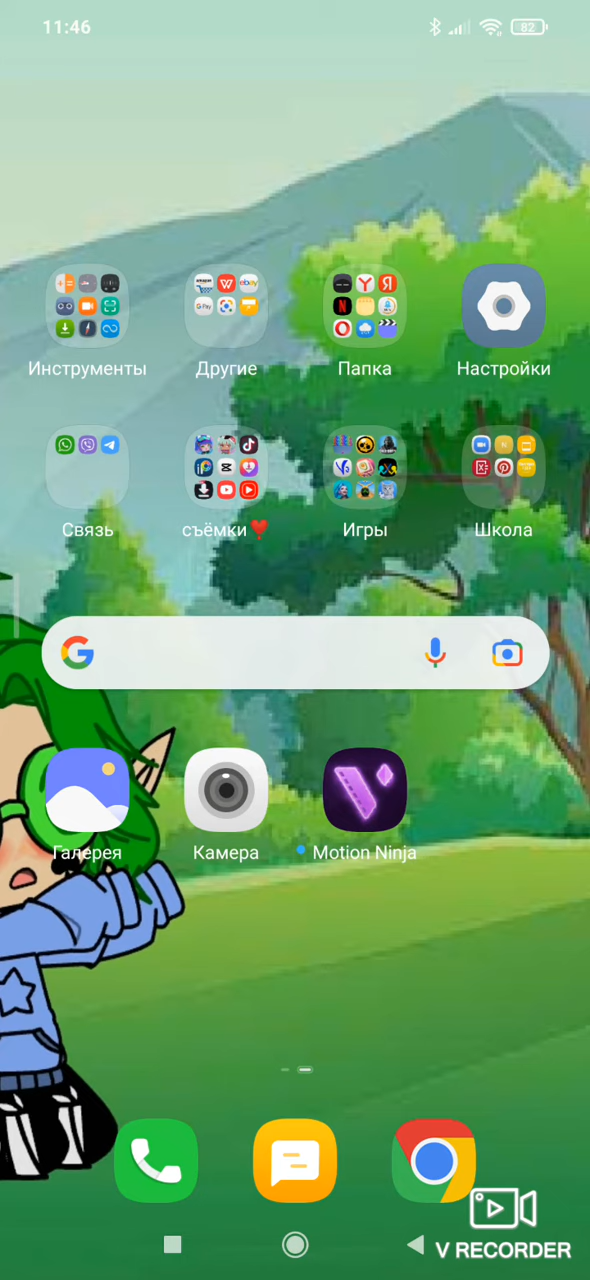 11:46
82
Инструменты
Другие
Папка
Настройки
Связь
съёмки❤️
Игры
Школа
Галерея
Камера
Motion Ninja
V RECORDER